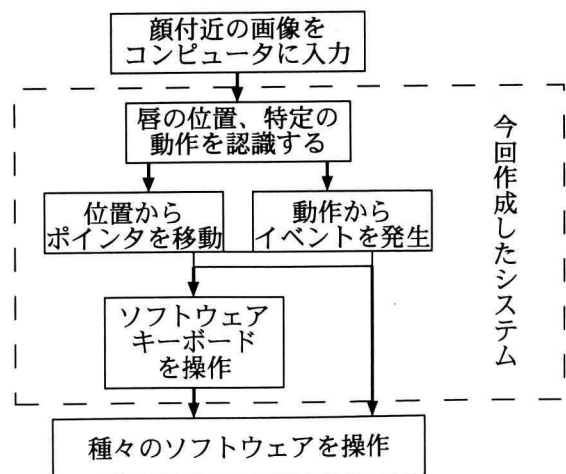 顔付近の画像を
コンピュータに入力
唇の位置、特定の
動作を認識する
位置から
ポインタを移動
動作から
イベントを発生
ソフトウェア
キーボード
を操作
種々のソフトウェアを操作
今回作成したシステム